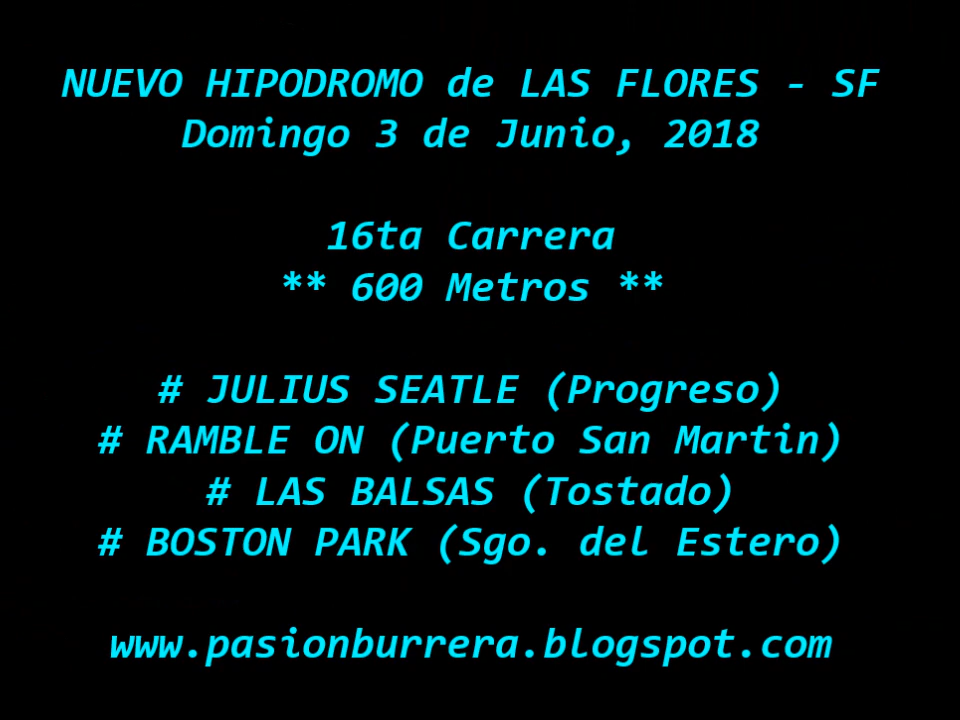 NUEVO HIPODROMO de LAS FLORES - SF
Domingo 3 de Junio, 2018
16ta Carrera
** 600 Metros **
# JULIUS SEATLE (Progreso)
# RAMBLE ON (Puerto San Martin)
# LAS BALSAS (Tostado)
# BOSTON PARK (Sgo. del Estero)
www.pasionburrera.blogspot.com